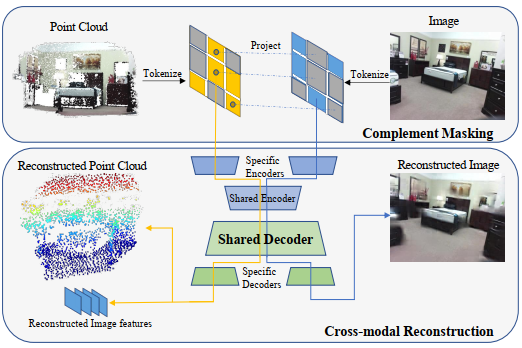 Point Cloud
Image
Project
Tokenize
Tokenize
Complement Masking
Reconstructed Point Cloud
Specific
Encoders
Reconstructed Image
Shared Encoder
Shared Decoder
Specific
Decoders
Reconstructed Image features
Cross-modal Reconstruction